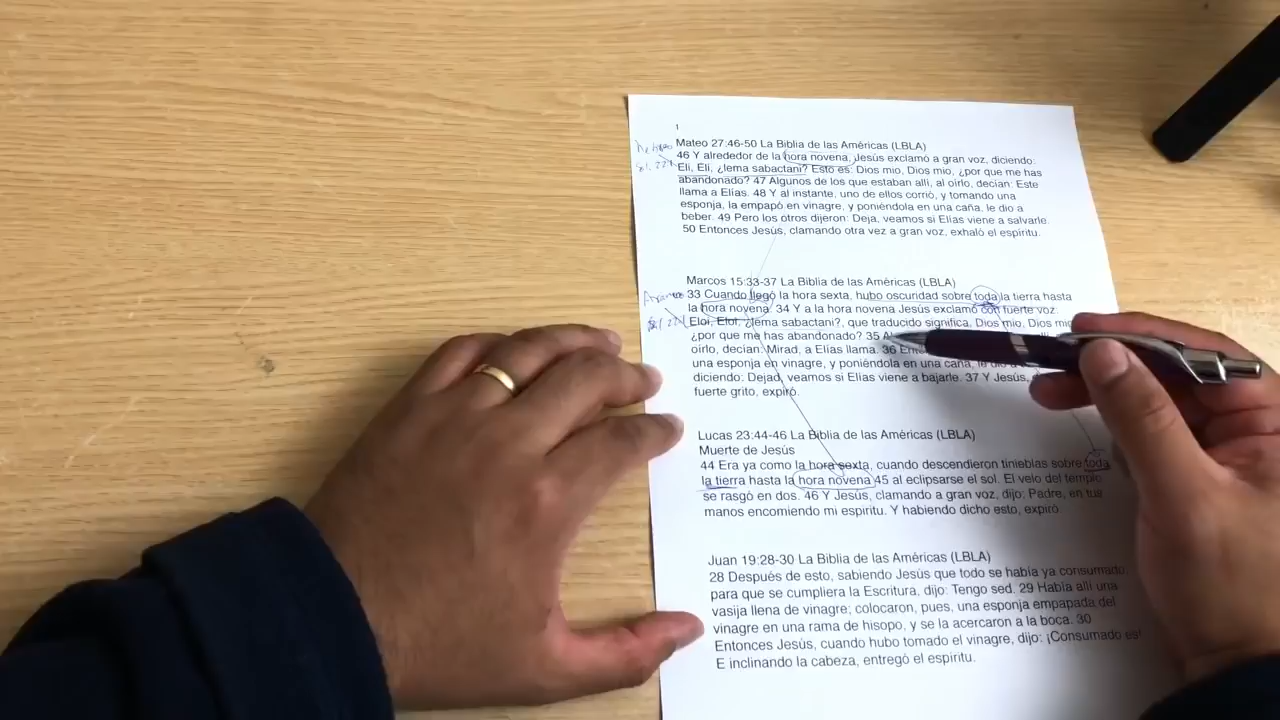 1
Mateo 27:46-50 La Biblia de las Américas (LBLA)
46 Y alrededor de la hora novena, Jesús exclamó a gran voz, diciendo:
Elí, Elí, ¿lema sabactani? Esto es: Dios mío, Dios mío, ¿por qué me has
abandonado? 47 Algunos de los que estaban allí, al oírlo, decían: Este
llama a Elías. 48 Y al instante, uno de ellos corrió, y tomando una
esponja, la empapó en vinagre, y poniéndola en una caña, le dio a
beber. 49 Pero los otros dijeron: Deja, veamos si Elías viene a salvarle.
50 Entonces Jesús, clamando otra vez a gran voz, exhaló el espíritu.
Marcos 15:33-37 La Biblia de las Américas (LBLA)
33 Cuando llegó la hora sexta, hubo oscuridad sobre toda la tierra hasta
la hora novena. 34 Y a la hora novena Jesús exclamó con fuerte voz:
Eloi, Eloi, ¿lema sabactani?, que traducido significa, Dios mío, Dios mío
¿por qué me has abandonado? 35
oírlo, decían: Mirad, a Elías llama. 36
una esponja en vinagre, y poniéndola en una caña, le dio
diciendo: Dejad, veamos si Elías viene a bajarle. 37 Y Jesús,
fuerte grito, expiró.
Lucas 23:44-46 La Biblia de las Américas (LBLA)
Muerte de Jesús
44 Era ya como la hora sexta, cuando descendieron tinieblas sobre toda
la tierra hasta la hora novena 45 al eclipsarse el sol. El velo del templo
se rasgó en dos. 46 Y Jesús, clamando a gran voz, dijo: Padre, en tus
manos encomiendo mi espíritu. Y habiendo dicho esto, expiró.
Juan 19:28-30 La Biblia de las Américas (LBLA)
28 Después de esto, sabiendo Jesús que todo se había ya consumado,
para que se cumpliera la Escritura, dijo: Tengo sed. 29 Había allí una
vasija llena de vinagre; colocaron, pues, una esponja empapada del
vinagre en una rama de hisopo, y se la acercaron a la boca. 30
Entonces Jesús, cuando hubo tomado el vinagre, dijo: ¡Consumado es!
E inclinando la cabeza, entregó el espíritu.